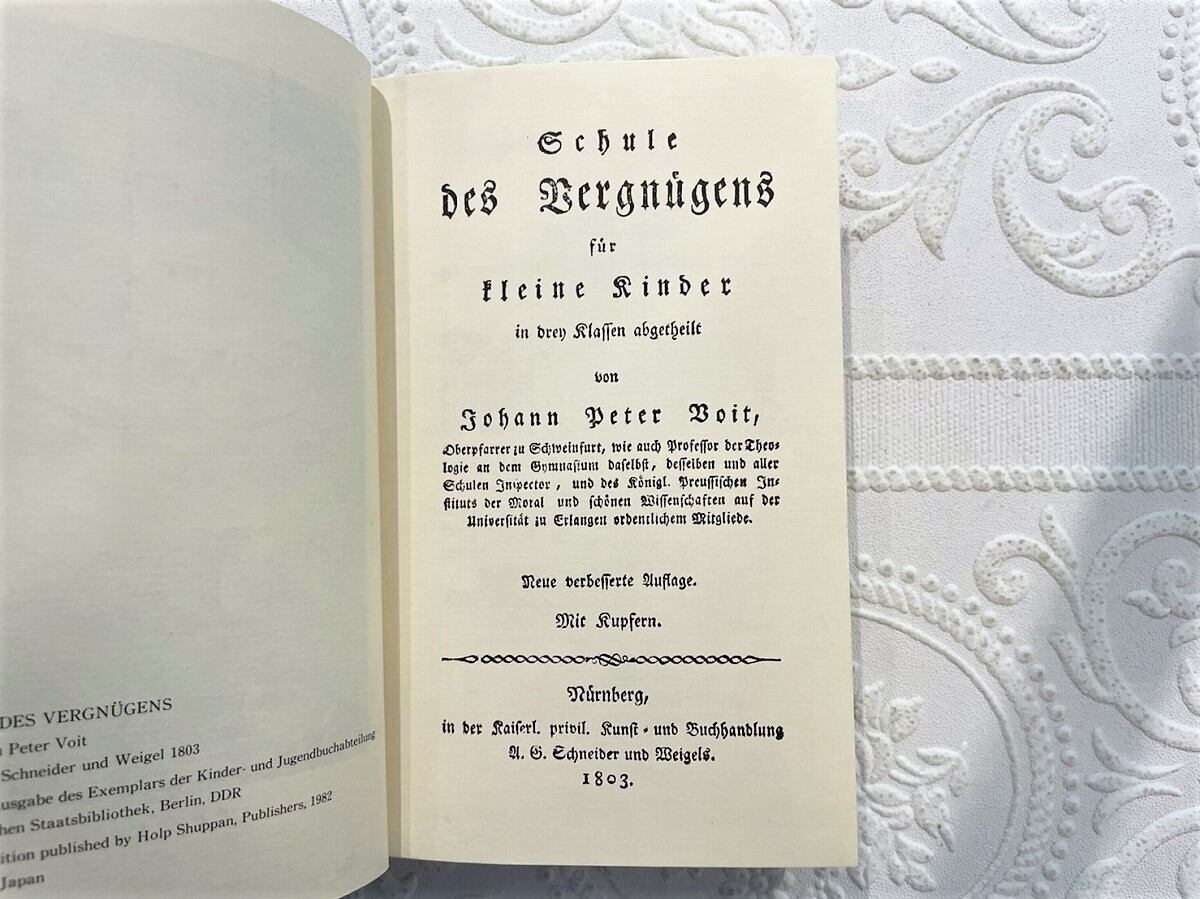 DES VERGNÜGENS
Peter Voit
Schneider und Weigel 1803
usgabe des Exemplars der Kinder- und Jugendbuchabteilung
hen Staatsbibliothek, Berlin, DDR
ition published by Holp Shuppan, Publishers, 1982
Japan
Schule
des Vergnügens
für
kleine Kinder
in drey Klassen abgetheilt
von
Johann Peter Voit,
Oberpfarrer zu Schweinfurt, wie auch Professor der Theo-
logie an dem Gymnasium daselbst, desselben und aller
Schulen Inspector, und des Königl. Preussischen In-
stituts der Moral und schönen Wissenschaften auf der
Universität zu Erlangen ordentlichem Mitgliede.
Neue verbesserte Auflage.
Mit Kupfern.
Nürnberg,
in der Kaiserl. privil. Kunst- und Buchhandlung
A. G. Schneider und Weigels.
1803.